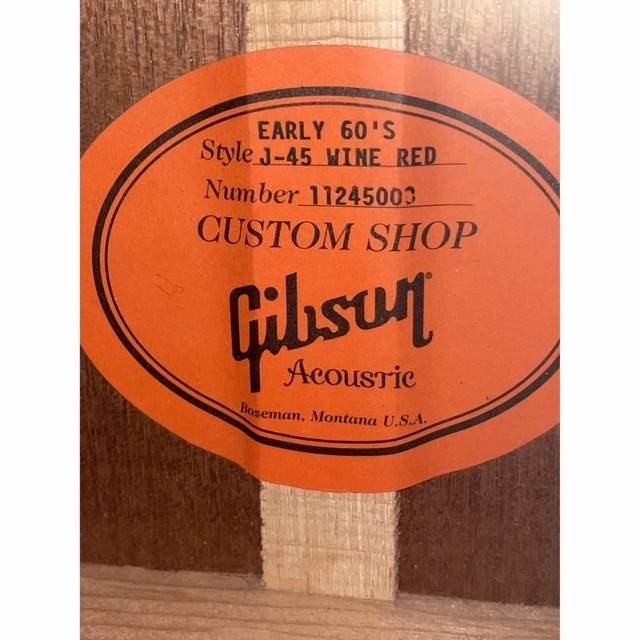 EARLY 60'S
Style J-45 WINE RED
Number 11245003
CUSTOM SHOP
Gibson
Acoustic
Bozeman, Montana U.S.A.